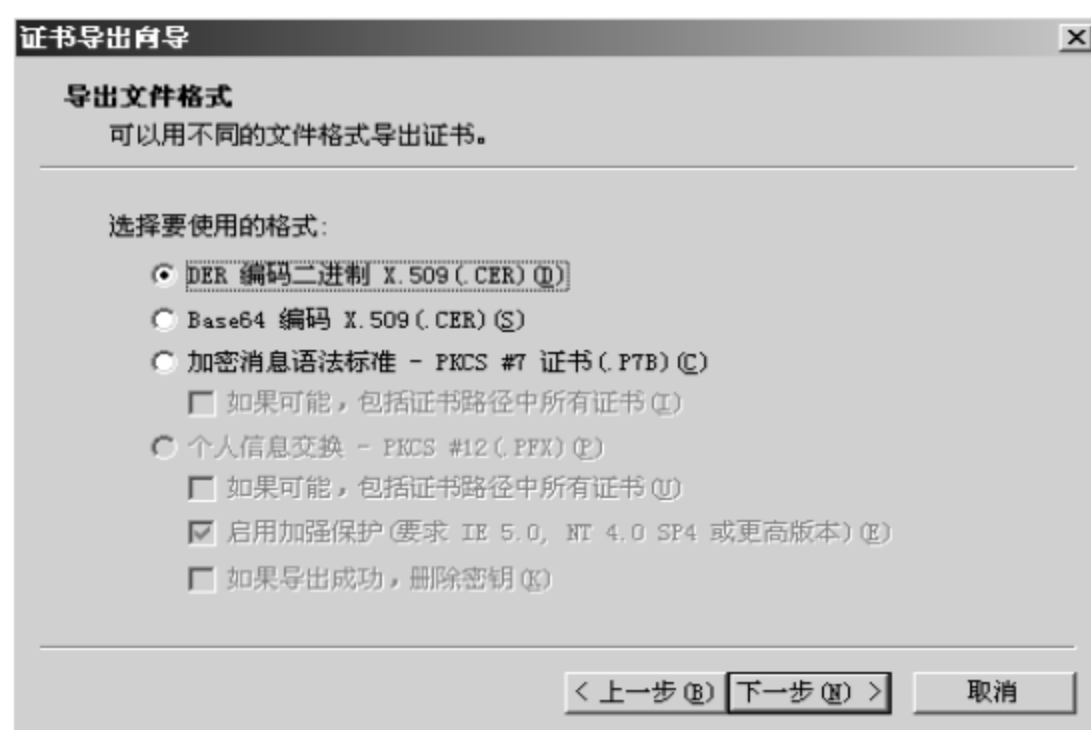 证书导出向导
导出文件格式
可以用不同的文件格式导出证书。
选择要使用的格式:
DER 编码二进制 X.509(.CER)(D)
Base64 编码 X.509(.CER)(S)
加密消息语法标准 - PKCS #7 证书(.P7B)(C)
如果可能，包括证书路径中所有证书(I)
个人信息交换 - PKCS #12(.PFX)(P)
如果可能，包括证书路径中所有证书(U)
启用加强保护(要求 IE 5.0, NT 4.0 SP4 或更高版本)(E)
如果导出成功，删除密钥(K)
< 上一步(B) 下一步(N) > 取消